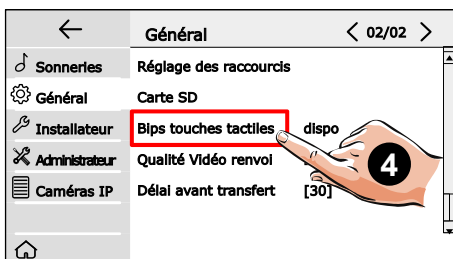 Général
02/02
Sonneries
Réglage des raccourcis
Général
Carte SD
Installateur
Bips touches tactiles dispo
Administrateur
Qualité Vidéo renvoi
4
Caméras IP
Délai avant transfert [30]